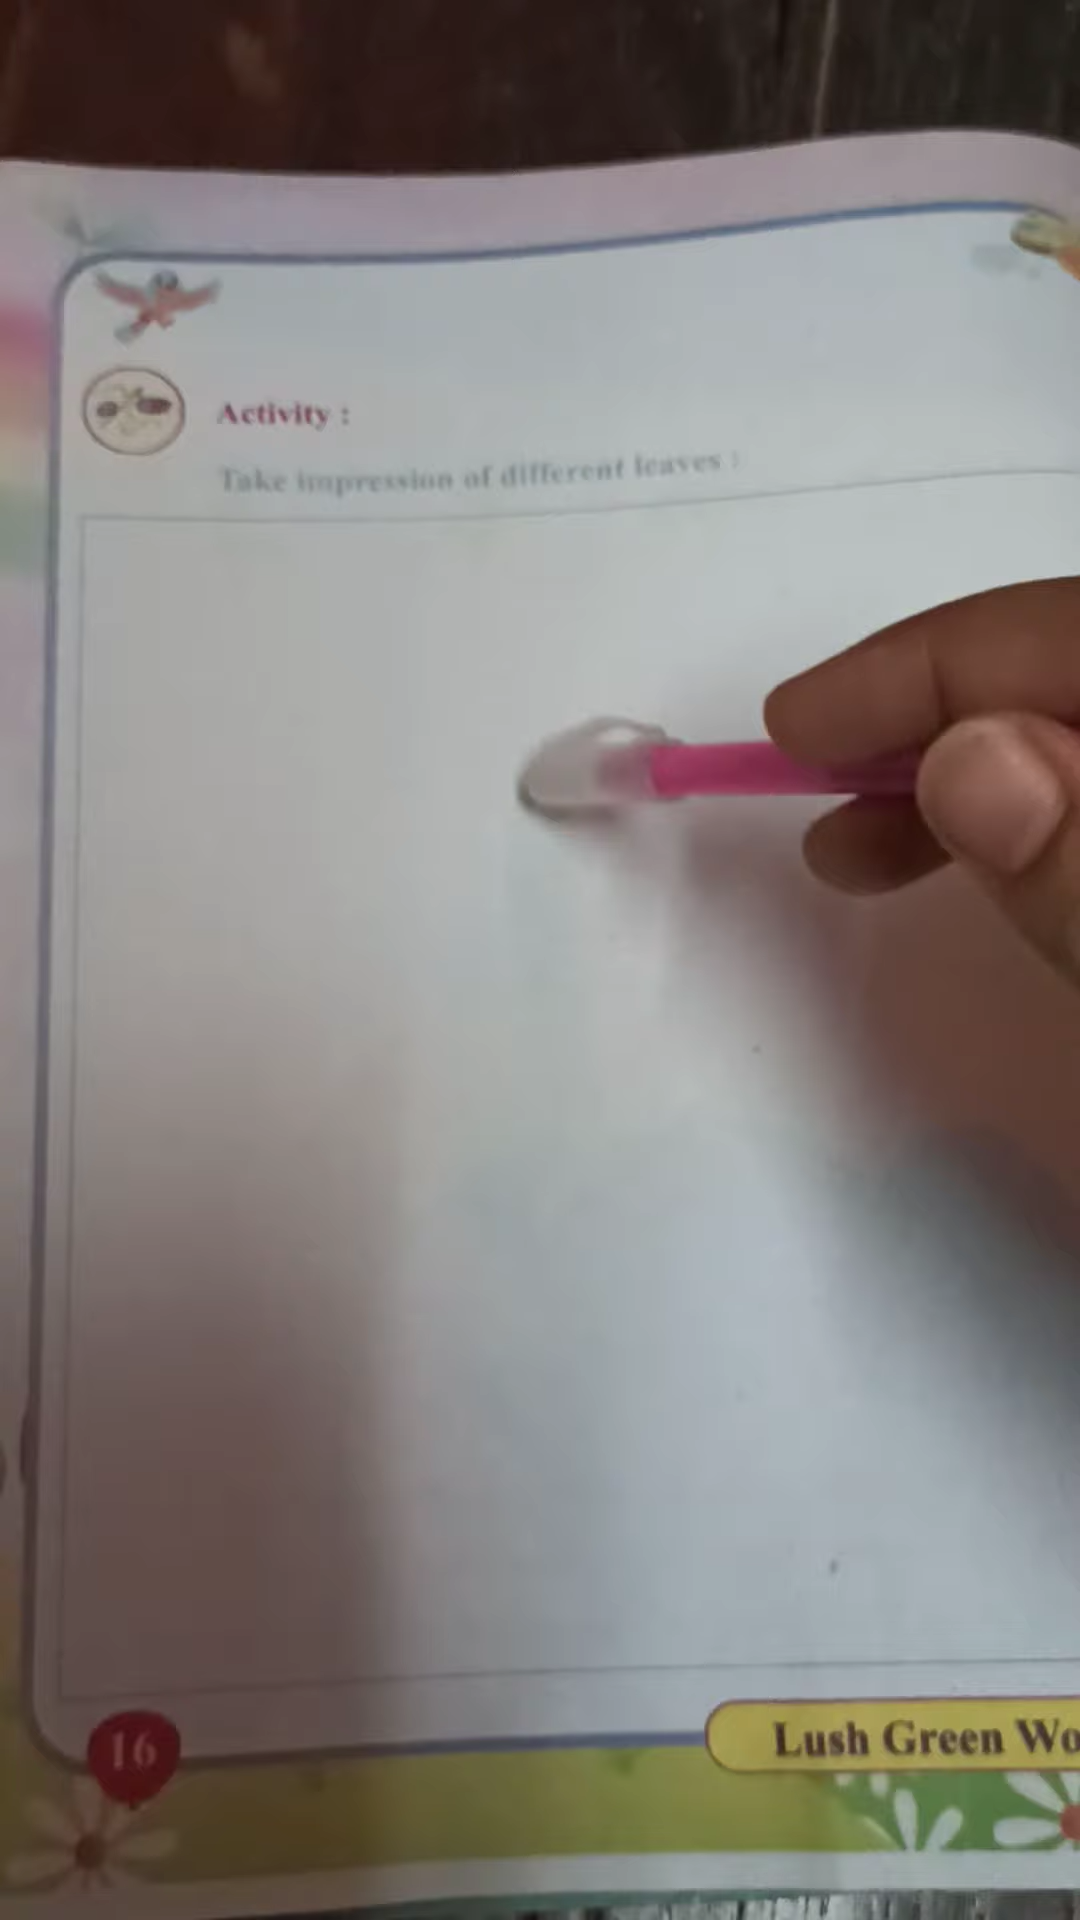 Activity :
Take impression of different leaves :
16
Lush Green Wo